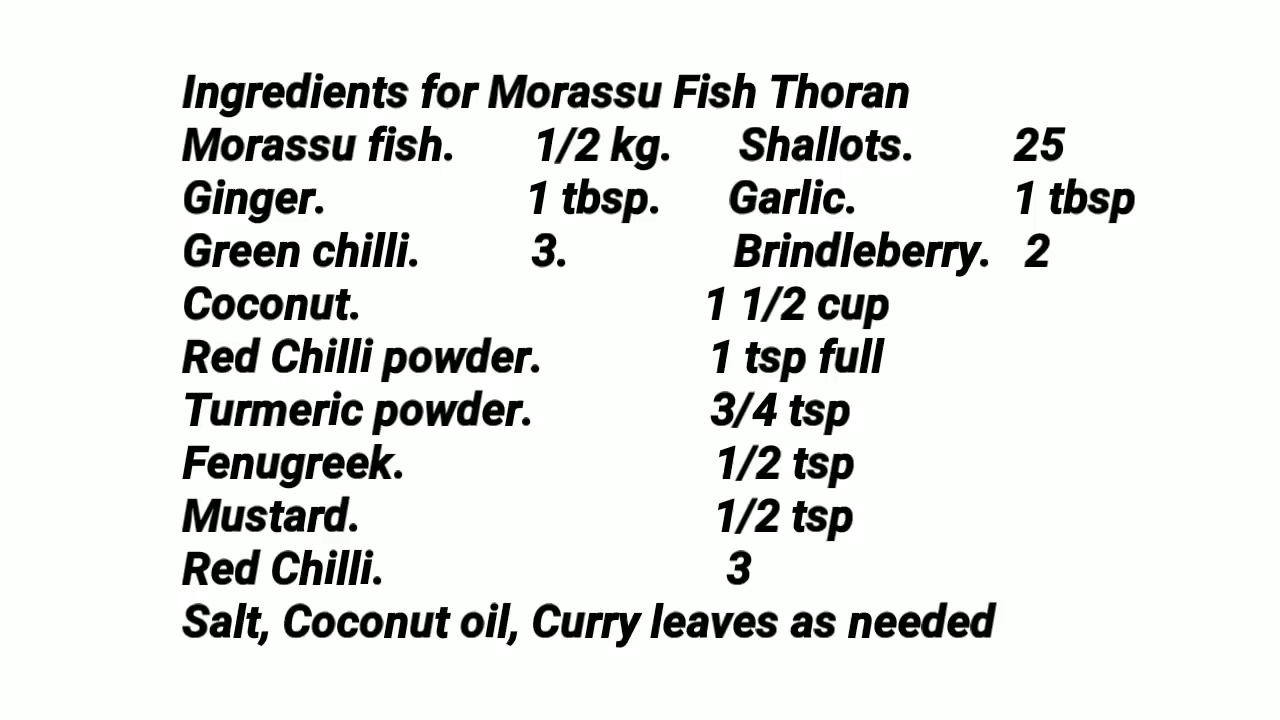 Ingredients for Morassu Fish Thoran
Morassu fish. 1/2 kg. Shallots. 25
Ginger. 1 tbsp. Garlic. 1 tbsp
Green chilli. 3. Brindleberry. 2
Coconut. 1 1/2 cup
Red Chilli powder. 1 tsp full
Turmeric powder. 3/4 tsp
Fenugreek. 1/2 tsp
Mustard. 1/2 tsp
Red Chilli. 3
Salt, Coconut oil, Curry leaves as needed